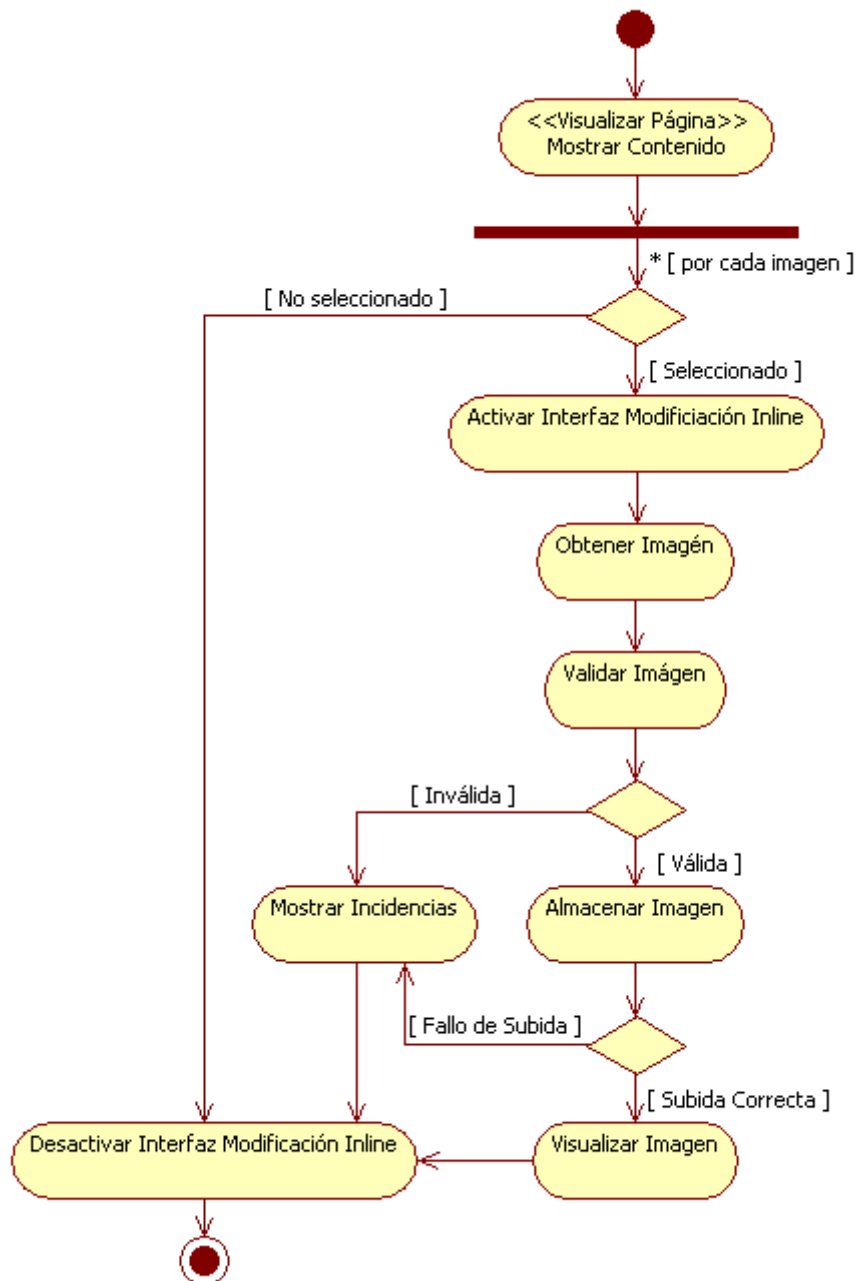 <<Visualizar Página>>
Mostrar Contenido
* [ por cada imagen ]
[ No seleccionado ]
[ Seleccionado ]
Activar Interfaz Modificiación Inline
Obtener Imagén
Validar Imágen
[ Inválida ]
[ Válida ]
Mostrar Incidencias
Almacenar Imagen
[ Fallo de Subida ]
[ Subida Correcta ]
Desactivar Interfaz Modificación Inline
Visualizar Imagen